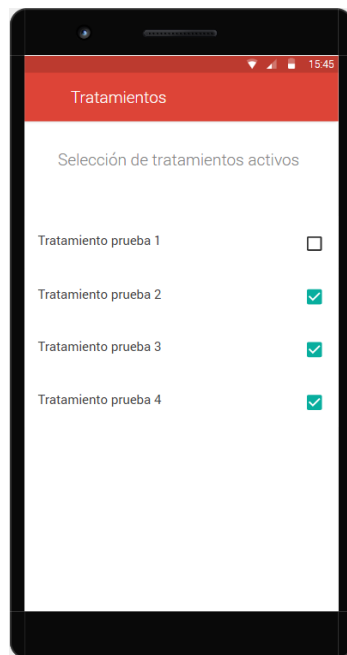 15:45
Tratamientos
Selección de tratamientos activos
Tratamiento prueba 1
Tratamiento prueba 2
Tratamiento prueba 3
Tratamiento prueba 4